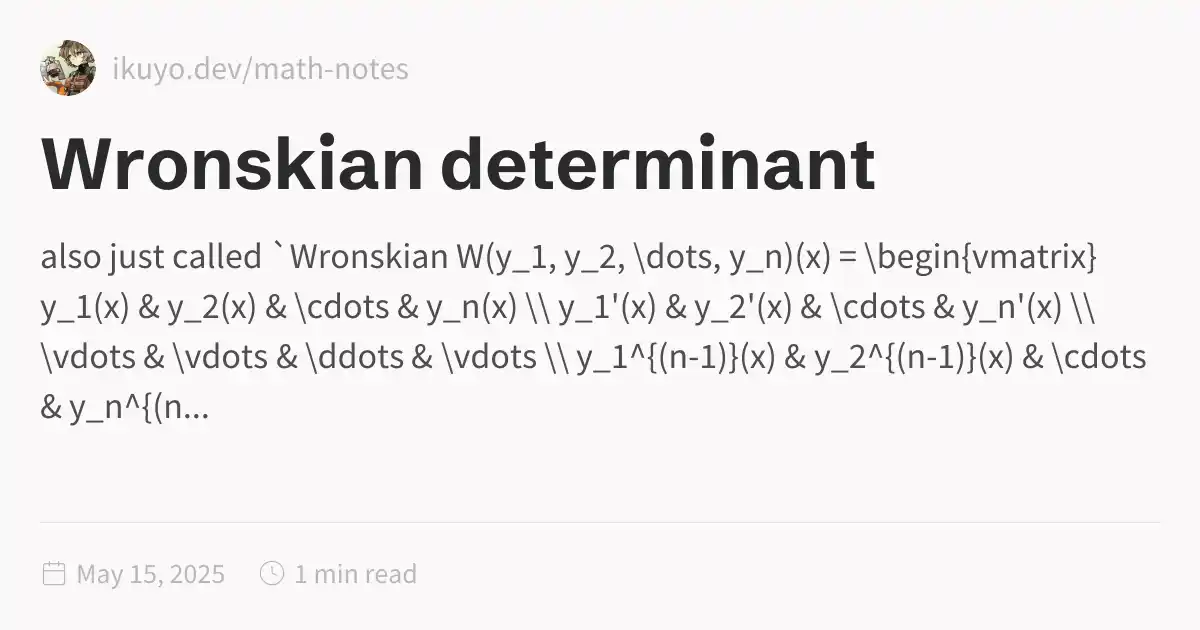 ikuyo.dev/math-notes
Wronskian determinant
also just called `Wronskian W(y_1, y_2, \dots, y_n)(x) = \begin{vmatrix}
y_1(x) & y_2(x) & \cdots & y_n(x) \\ y_1'(x) & y_2'(x) & \cdots & y_n'(x) \\
\vdots & \vdots & \ddots & \vdots \\ y_1^{(n-1)}(x) & y_2^{(n-1)}(x) & \cdots
& y_n^{(n...
May 15, 2025 1 min read